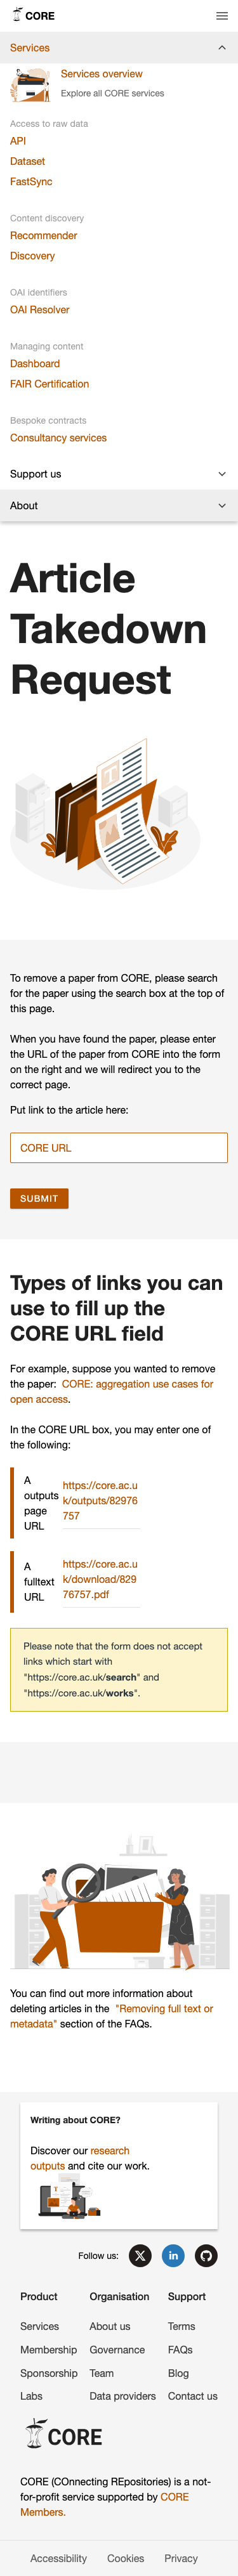 CORE
Services
Services overview
Explore all CORE services
Access to raw data
API
Dataset
FastSync
Content discovery
Recommender
Discovery
OAI identifiers
OAI Resolver
Managing content
Dashboard
FAIR Certification
Bespoke contracts
Consultancy services
Support us
About
Article
Takedown
Request
To remove a paper from CORE, please search
for the paper using the search box at the top of
this page.
When you have found the paper, please enter
the URL of the paper from CORE into the form
on the right and we will redirect you to the
correct page.
Put link to the article here:
CORE URL
SUBMIT
Types of links you can
use to fill up the
CORE URL field
For example, suppose you wanted to remove
the paper: CORE: aggregation use cases for
open access.
In the CORE URL box, you may enter one of
the following:
A
outputs
page
URL
https://core.ac.u
k/outputs/82976
757
A
fulltext
URL
https://core.ac.u
k/download/829
76757.pdf
Please note that the form does not accept
links which start with
"https://core.ac.uk/search" and
"https://core.ac.uk/works".
You can find out more information about
deleting articles in the "Removing full text or
metadata" section of the FAQs.
Writing about CORE?
Discover our research
outputs and cite our work.
Follow us:
Product
Services
Membership
Sponsorship
Labs
Organisation
About us
Governance
Team
Data providers
Support
Terms
FAQs
Blog
Contact us
CORE
CORE (COnnecting REpositories) is a not-
for-profit service supported by CORE
Members.
Accessibility Cookies Privacy